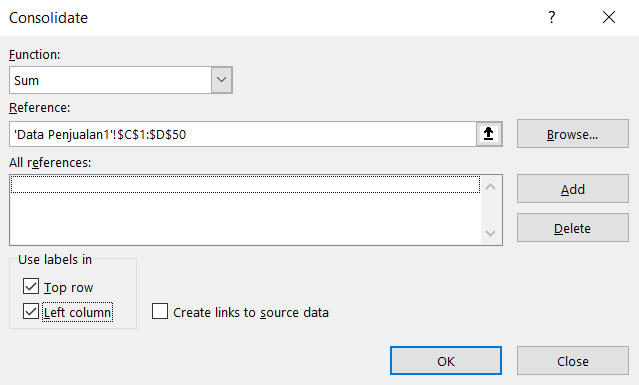 Consolidate
Function:
Sum
Reference:
'Data Penjualan1'!$C$1:$D$50
Browse...
All references:
Add
Delete
Use labels in
Top row
Left column
Create links to source data
OK
Close